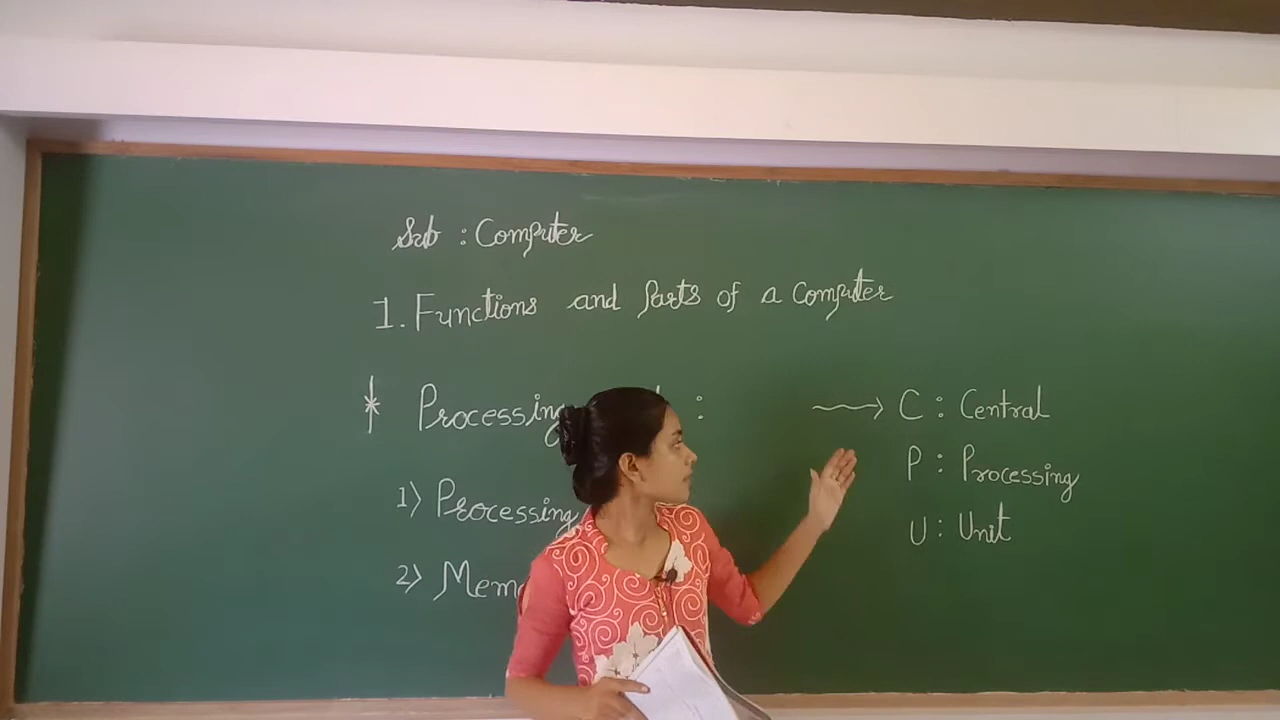 Sub : Computer
1. Functions and Parts of a Computer
* Processing :
→ C : Central
P : Processing
U : Unit
1) Processing
2) Mem